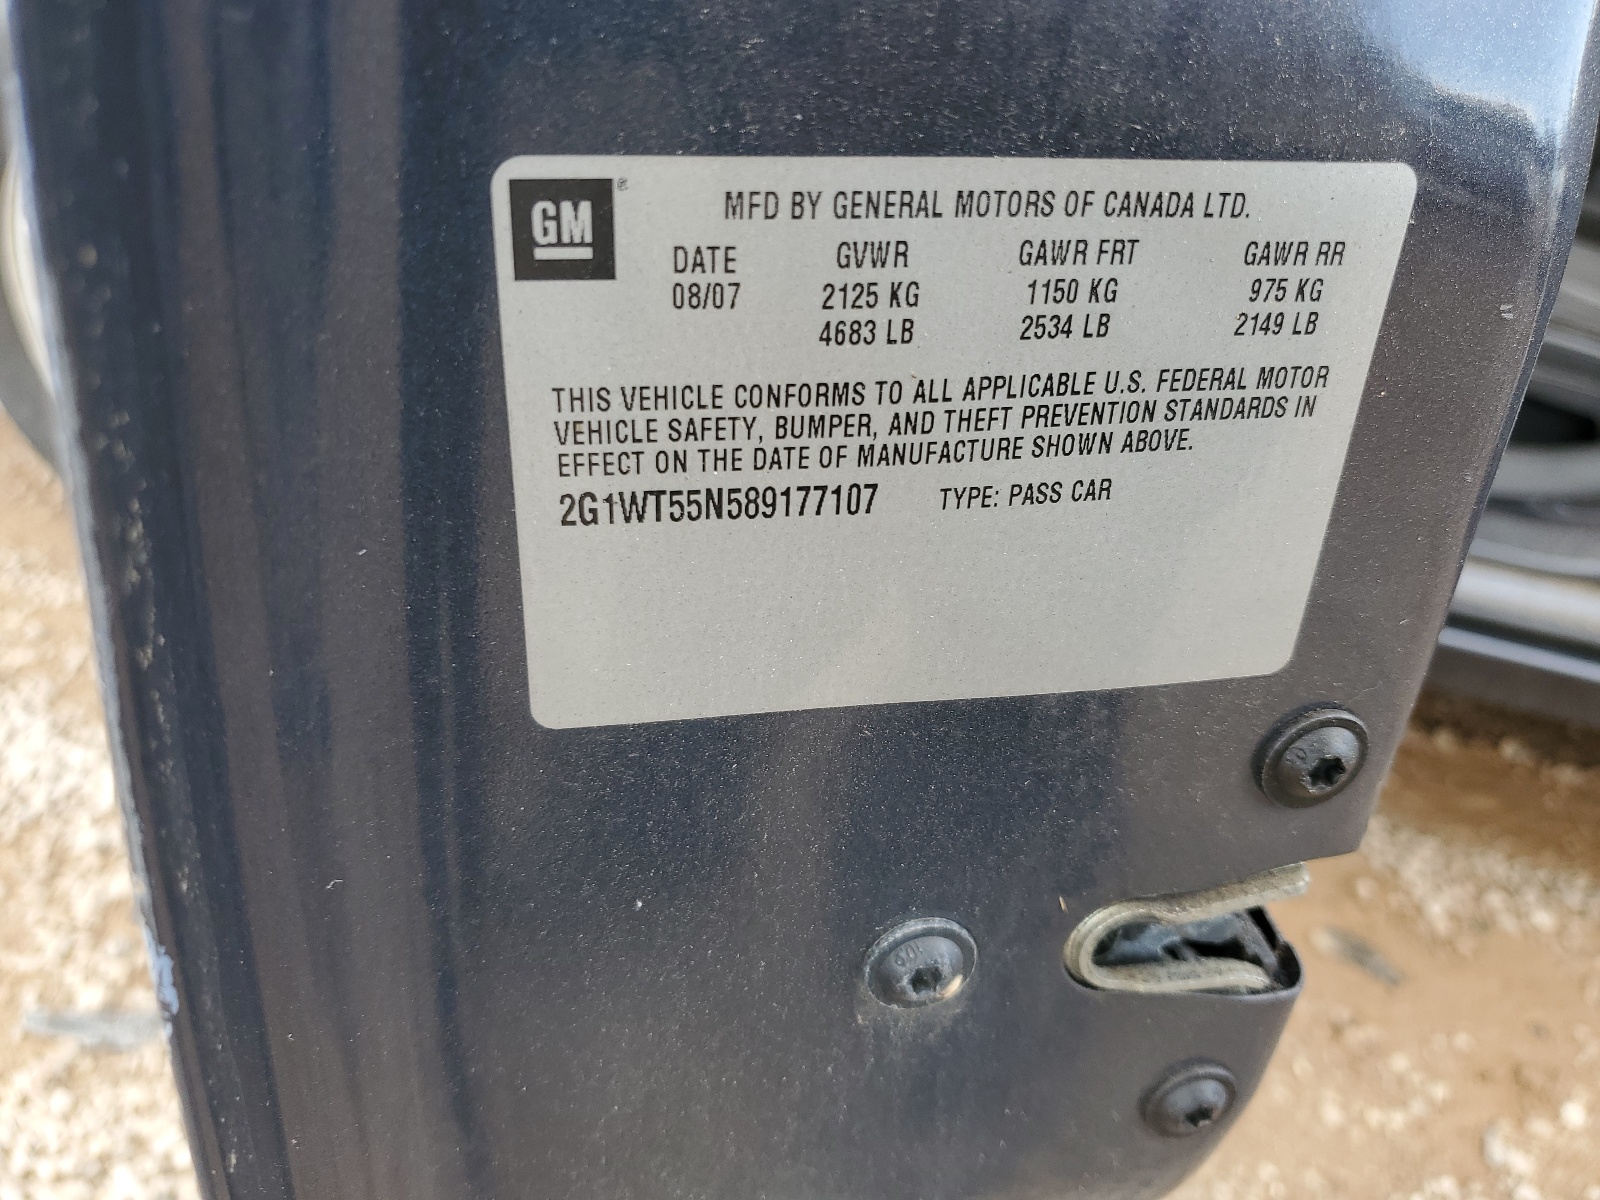 GM ®
MFD BY GENERAL MOTORS OF CANADA LTD.
DATE GVWR GAWR FRT GAWR RR
08/07 2125 KG 1150 KG 975 KG
4683 LB 2534 LB 2149 LB
THIS VEHICLE CONFORMS TO ALL APPLICABLE U.S. FEDERAL MOTOR
VEHICLE SAFETY, BUMPER, AND THEFT PREVENTION STANDARDS IN
EFFECT ON THE DATE OF MANUFACTURE SHOWN ABOVE.
2G1WT55N589177107 TYPE: PASS CAR